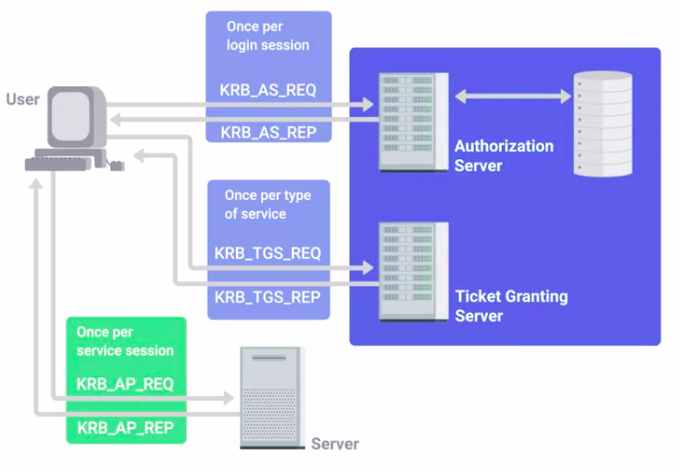 Once per
login session
KRB_AS_REQ
KRB_AS_REP
User
Authorization
Server
Once per type
of service
KRB_TGS_REQ
KRB_TGS_REP
Ticket Granting
Server
Once per
service session
KRB_AP_REQ
KRB_AP_REP
Server